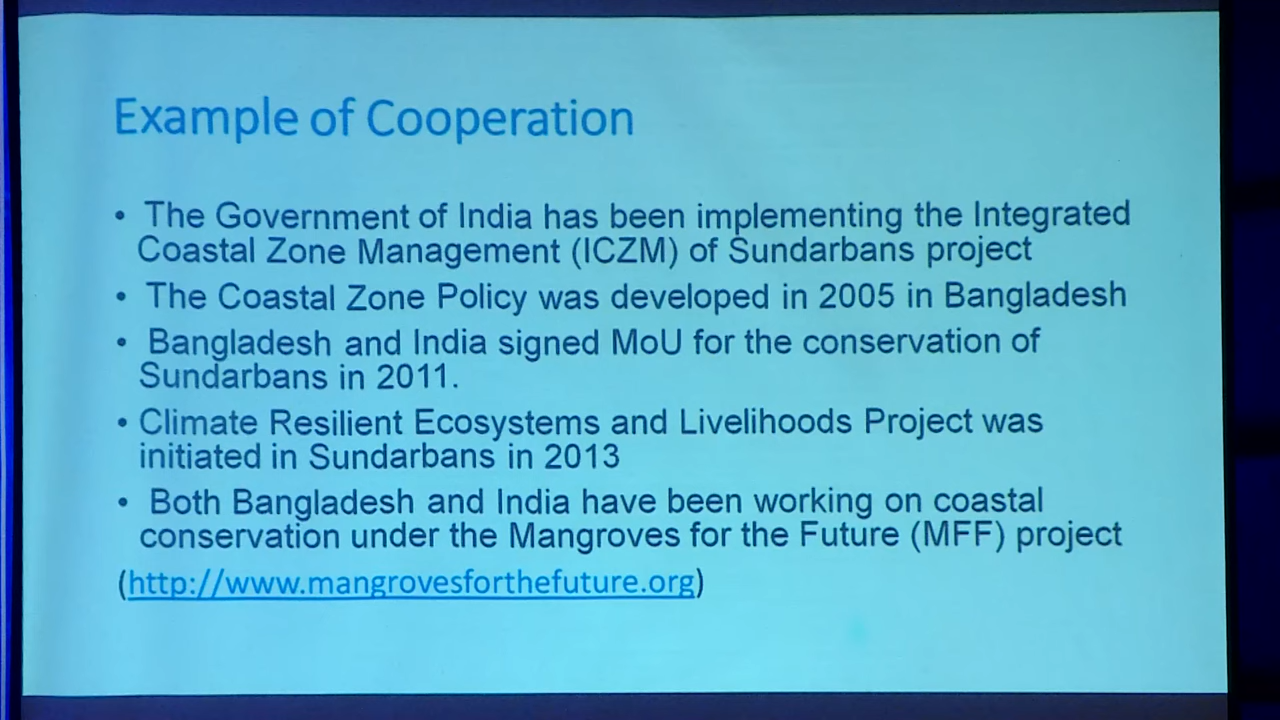 Example of Cooperation
• The Government of India has been implementing the Integrated
Coastal Zone Management (ICZM) of Sundarbans project
• The Coastal Zone Policy was developed in 2005 in Bangladesh
• Bangladesh and India signed MoU for the conservation of
Sundarbans in 2011.
• Climate Resilient Ecosystems and Livelihoods Project was
initiated in Sundarbans in 2013
• Both Bangladesh and India have been working on coastal
conservation under the Mangroves for the Future (MFF) project
(http://www.mangrovesforthefuture.org)